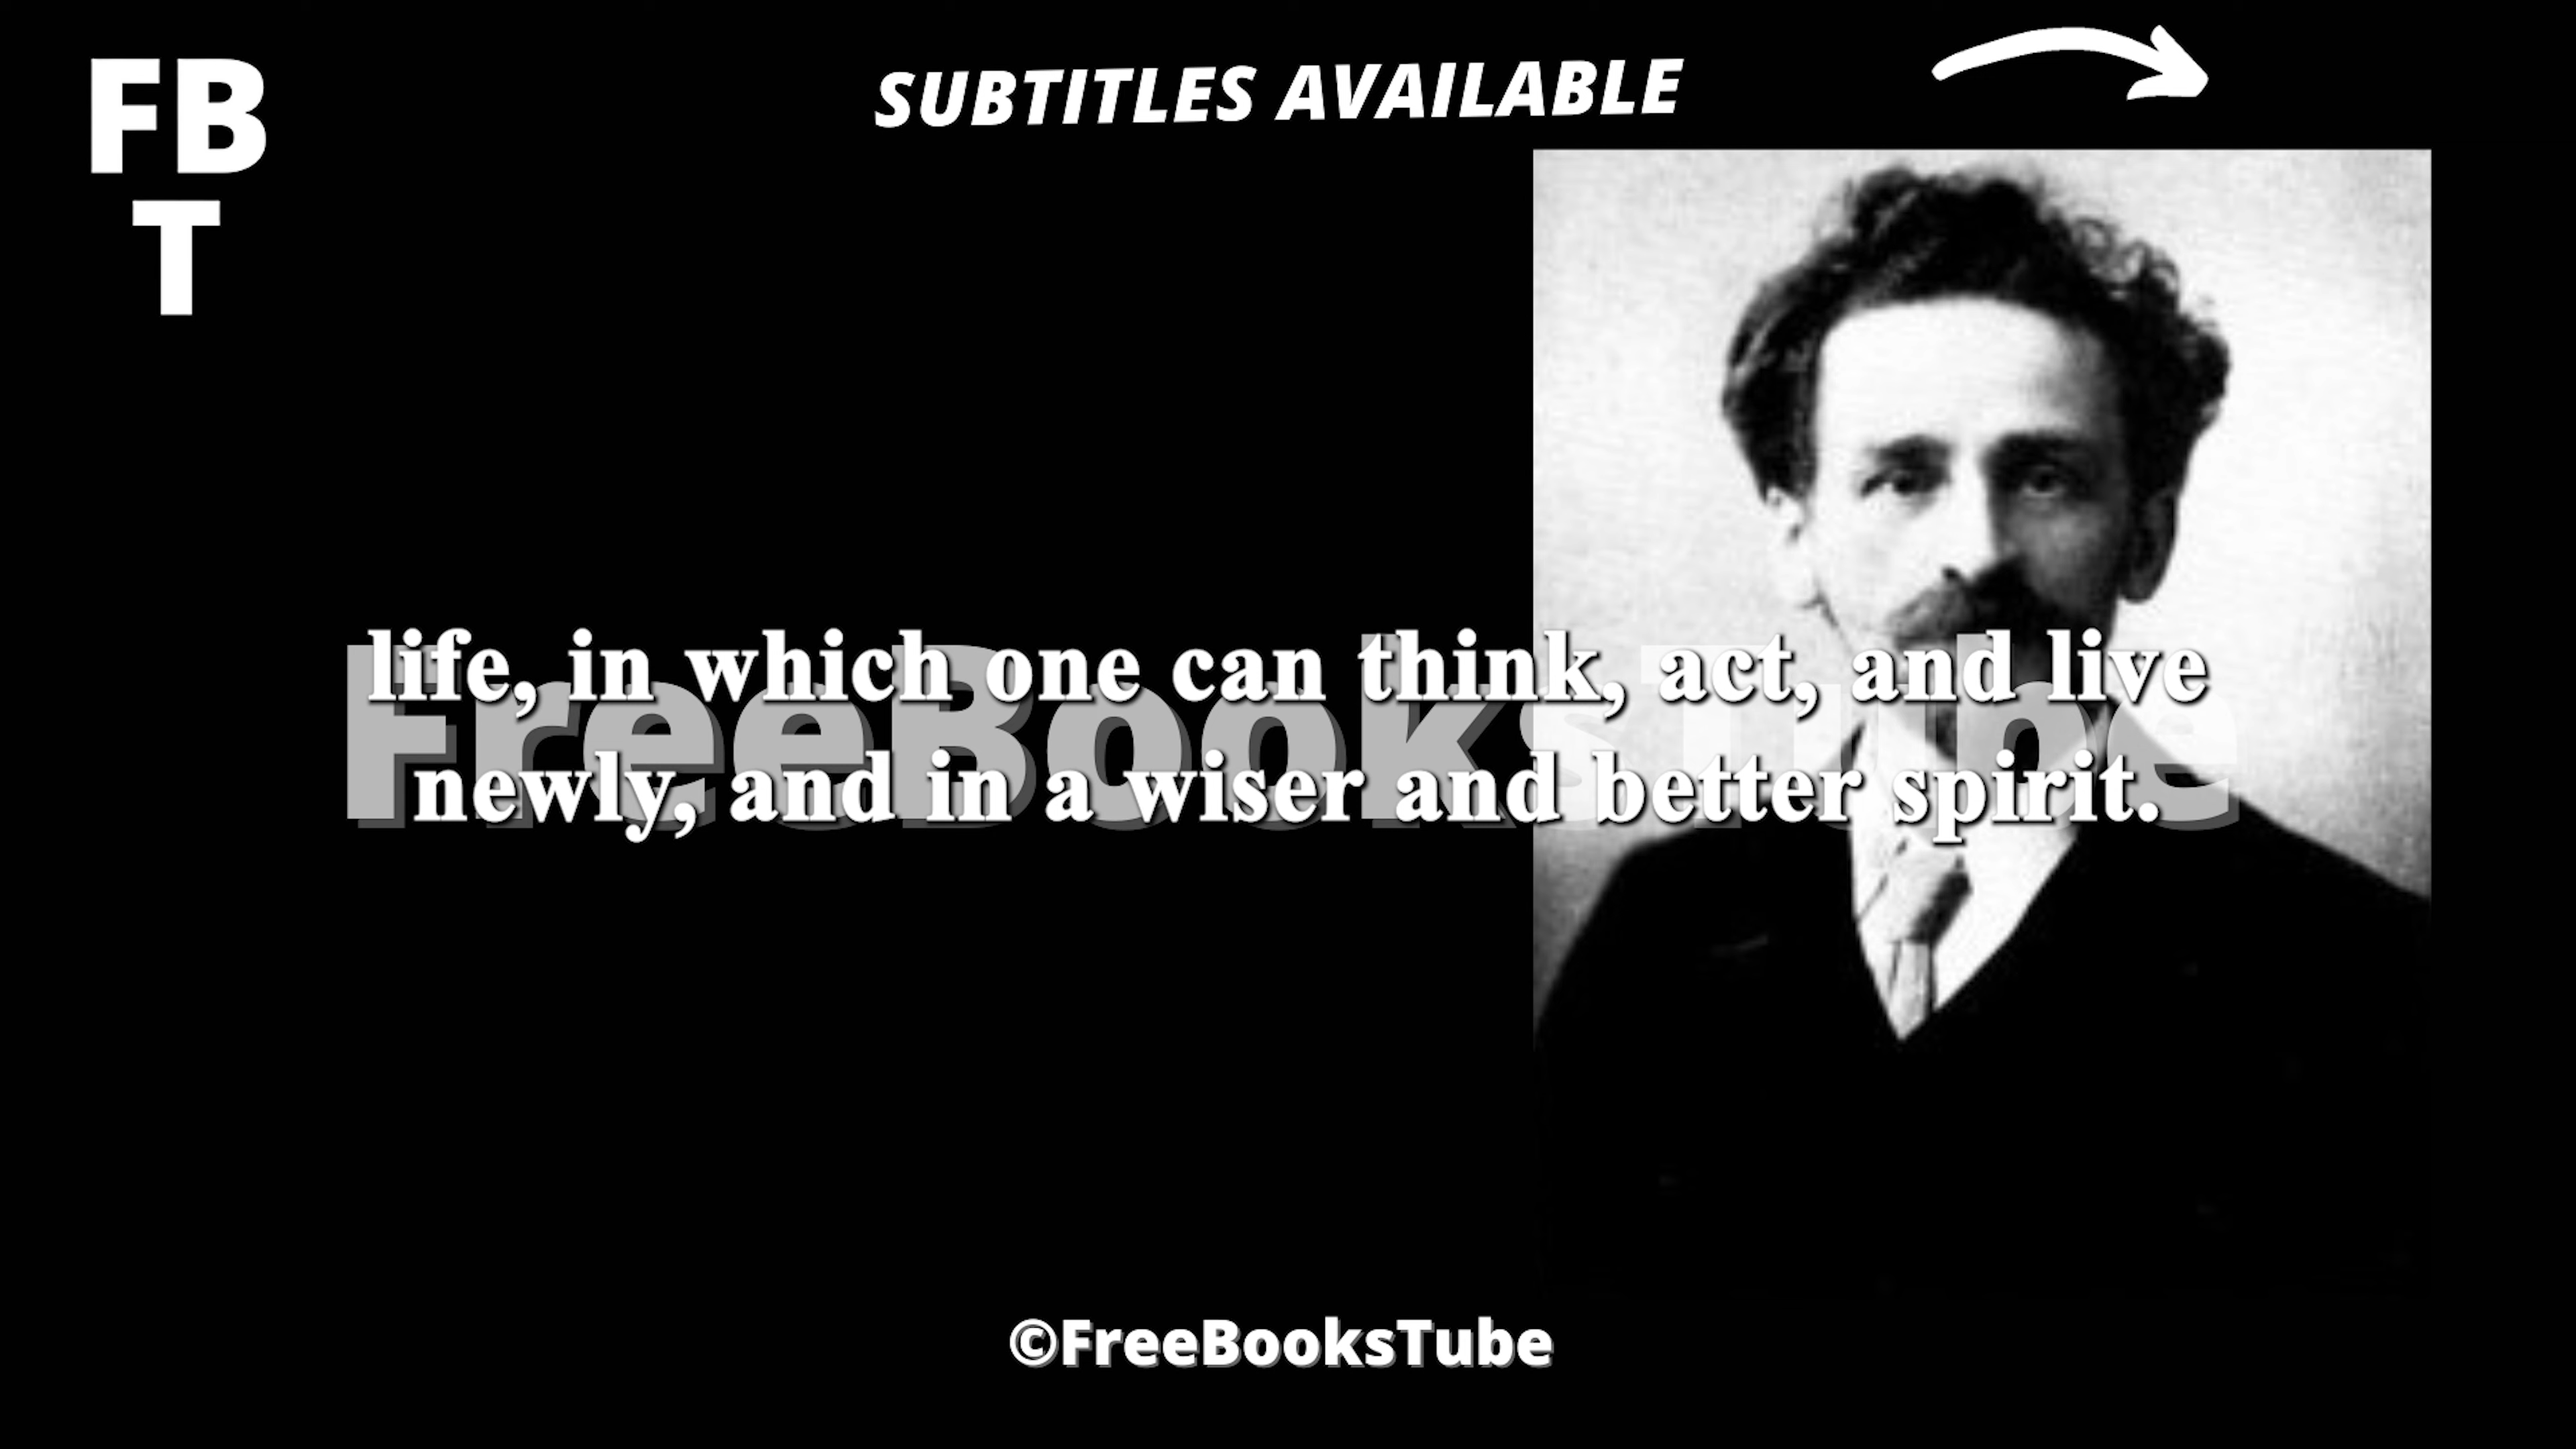 FB
T
SUBTITLES AVAILABLE
life, in which one can think, act, and live
newly, and in a wiser and better spirit.
FreeBooksTube
©FreeBooksTube